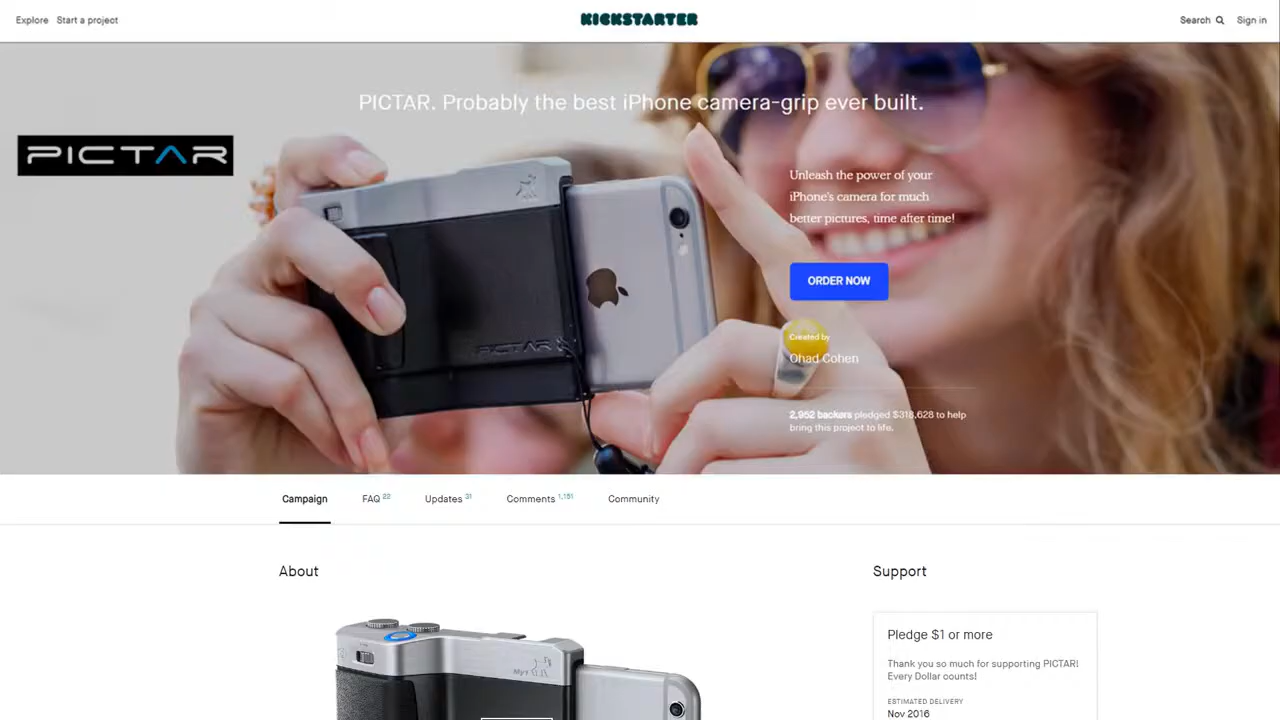 Explore Start a project
KICKSTARTER
Search Sign in
PICTAR. Probably the best iPhone camera-grip ever built.
PICTAR
Unleash the power of your
iPhone's camera for much
better pictures, time after time!
ORDER NOW
PICTAR
Created by
Ohad Cohen
2,952 backers pledged $318,628 to help
bring this project to life.
Campaign FAQ 22 Updates 31 Comments 1,151 Community
About
Support
Pledge $1 or more
Thank you so much for supporting PICTAR!
Every Dollar counts!
ESTIMATED DELIVERY
Nov 2016